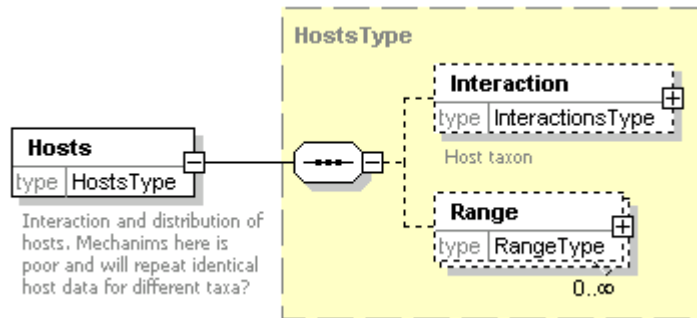 HostsType
Interaction
type InteractionsType
Host taxon
Hosts
type HostsType
Interaction and distribution of
hosts. Mechanims here is
poor and will repeat identical
host data for different taxa?
Range
type RangeType
0..∞